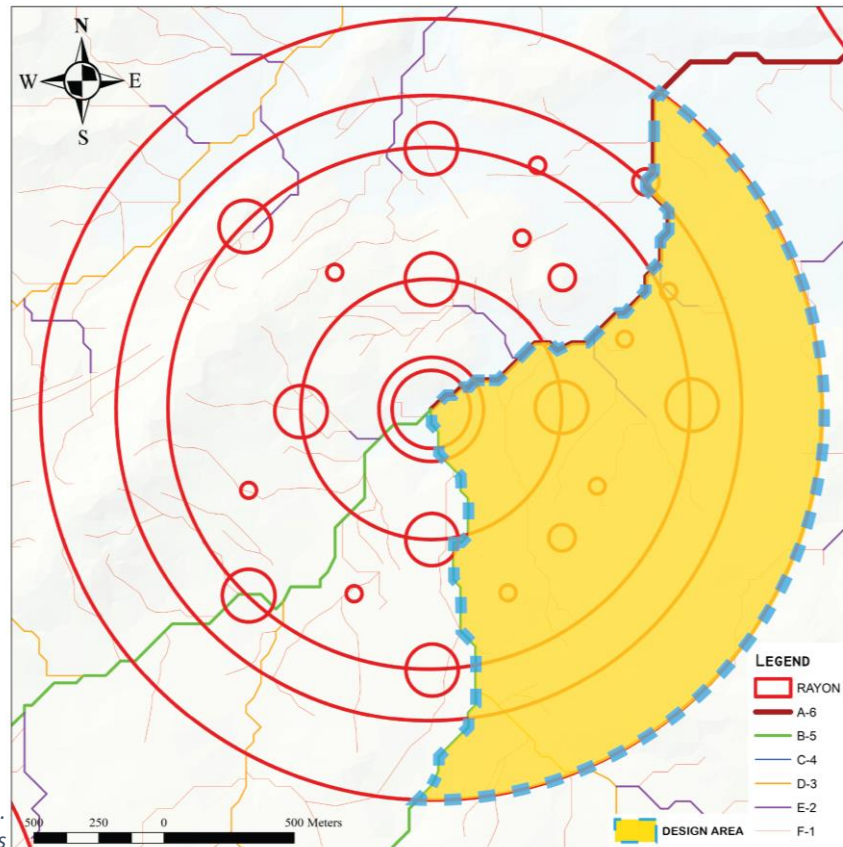 N
W E
S
LEGEND
RAYON
A-6
B-5
C-4
D-3
E-2
F-1
DESIGN AREA
500 250 0 500 Meters
s